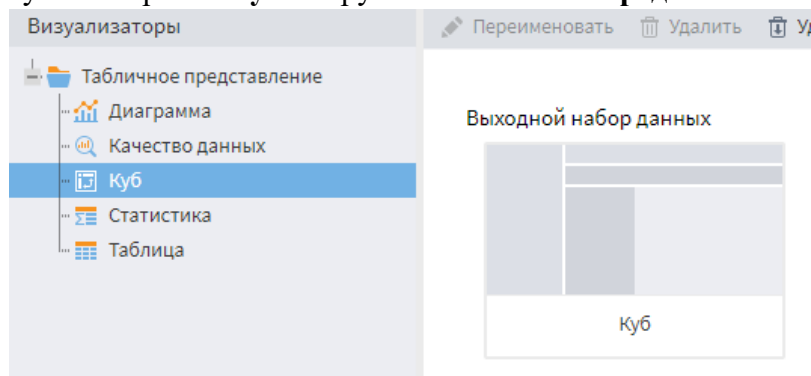 Визуализаторы
Переименовать Удалить
Табличное представление
Диаграмма
Качество данных
Куб
Статистика
Таблица
Выходной набор данных
Куб